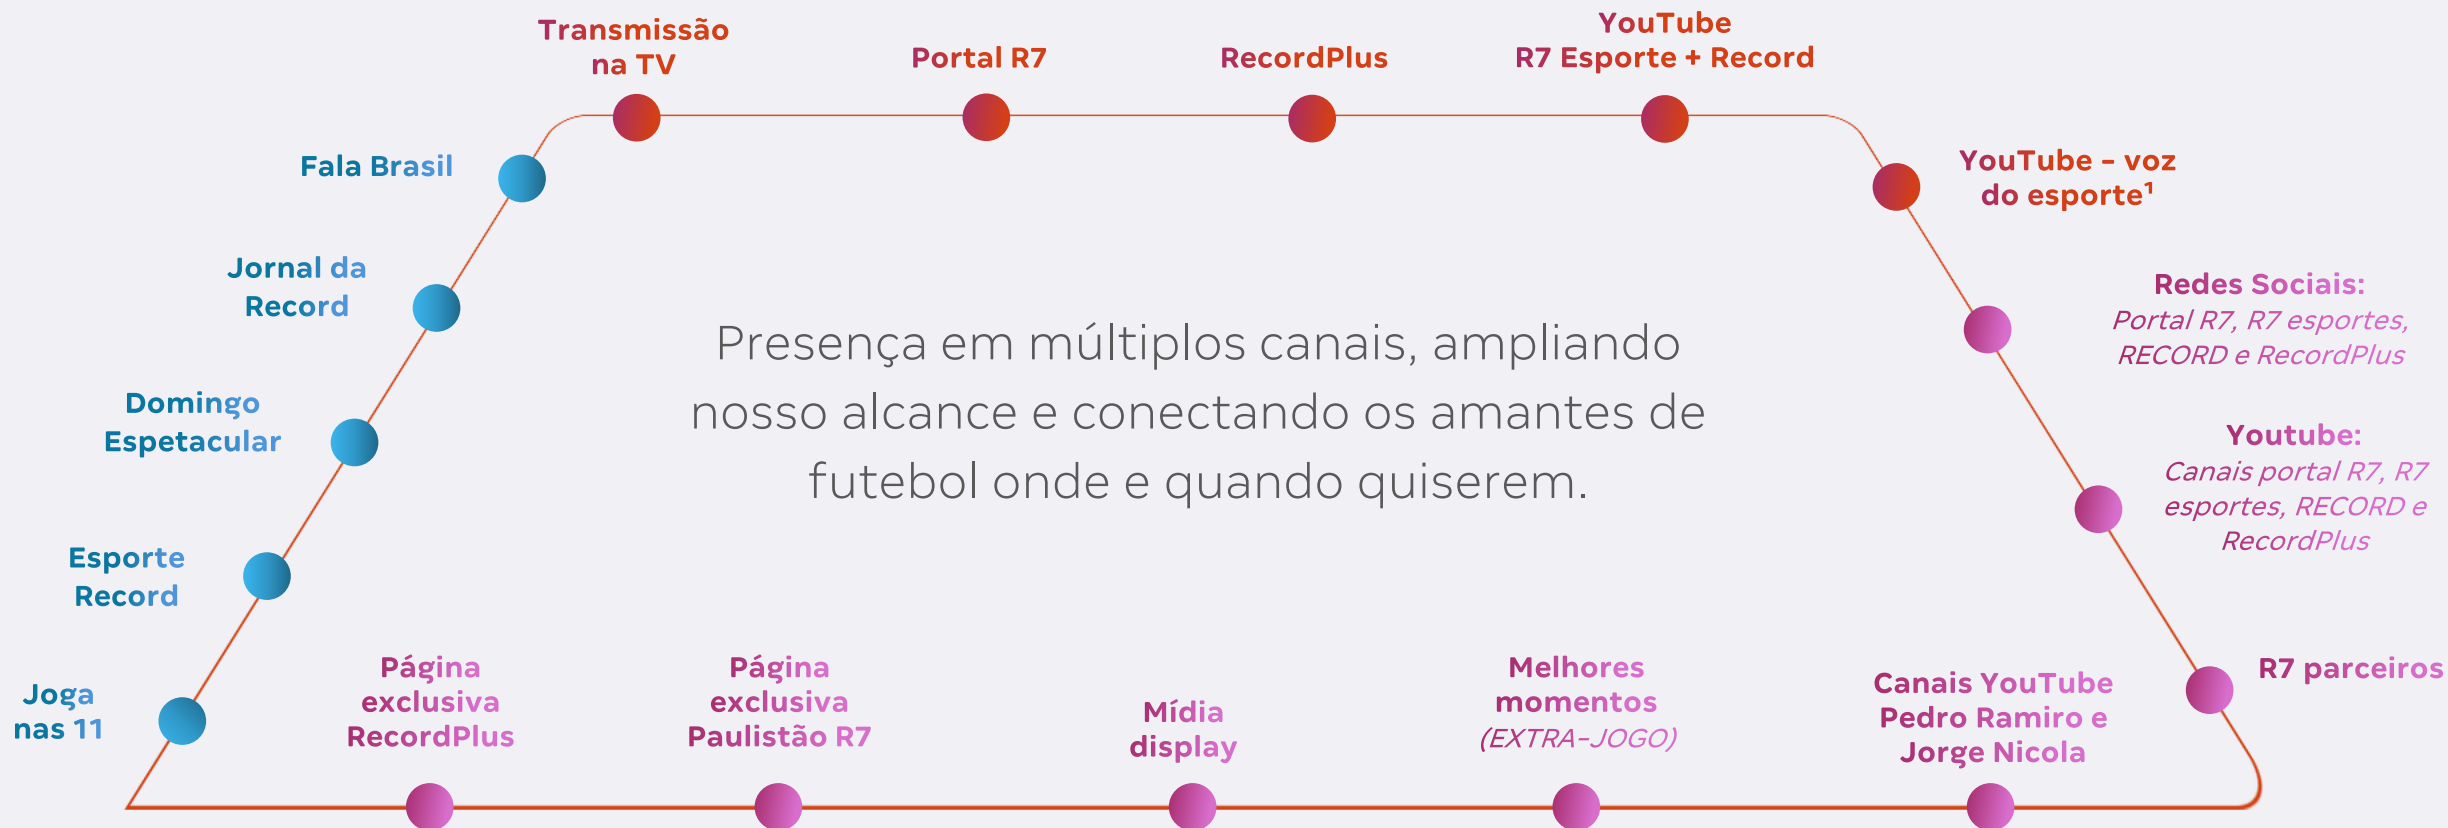 Transmissão
na TV
Portal R7
RecordPlus
YouTube
R7 Esporte + Record
YouTube - voz
do esporte¹
Redes Sociais:
Portal R7, R7 esportes,
RECORD e RecordPlus
Youtube:
Canais portal R7, R7
esportes, RECORD e
RecordPlus
R7 parceiros
Fala Brasil
Jornal da
Record
Domingo
Espetacular
Esporte
Record
Joga
nas 11
Presença em múltiplos canais, ampliando
nosso alcance e conectando os amantes de
futebol onde e quando quiserem.
Página
exclusiva
RecordPlus
Página
exclusiva
Paulistão R7
Mídia
display
Melhores
momentos
(EXTRA-JOGO)
Canais YouTube
Pedro Ramiro e
Jorge Nicola